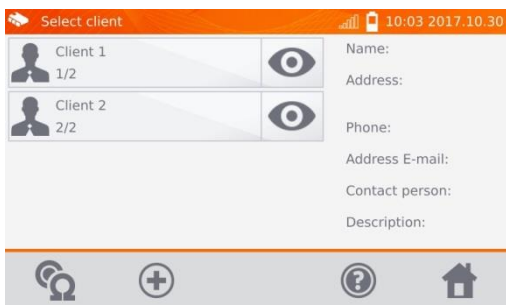 Select client
10:03 2017.10.30
Client 1
1/2
Client 2
2/2
Name:
Address:
Phone:
Address E-mail:
Contact person:
Description: